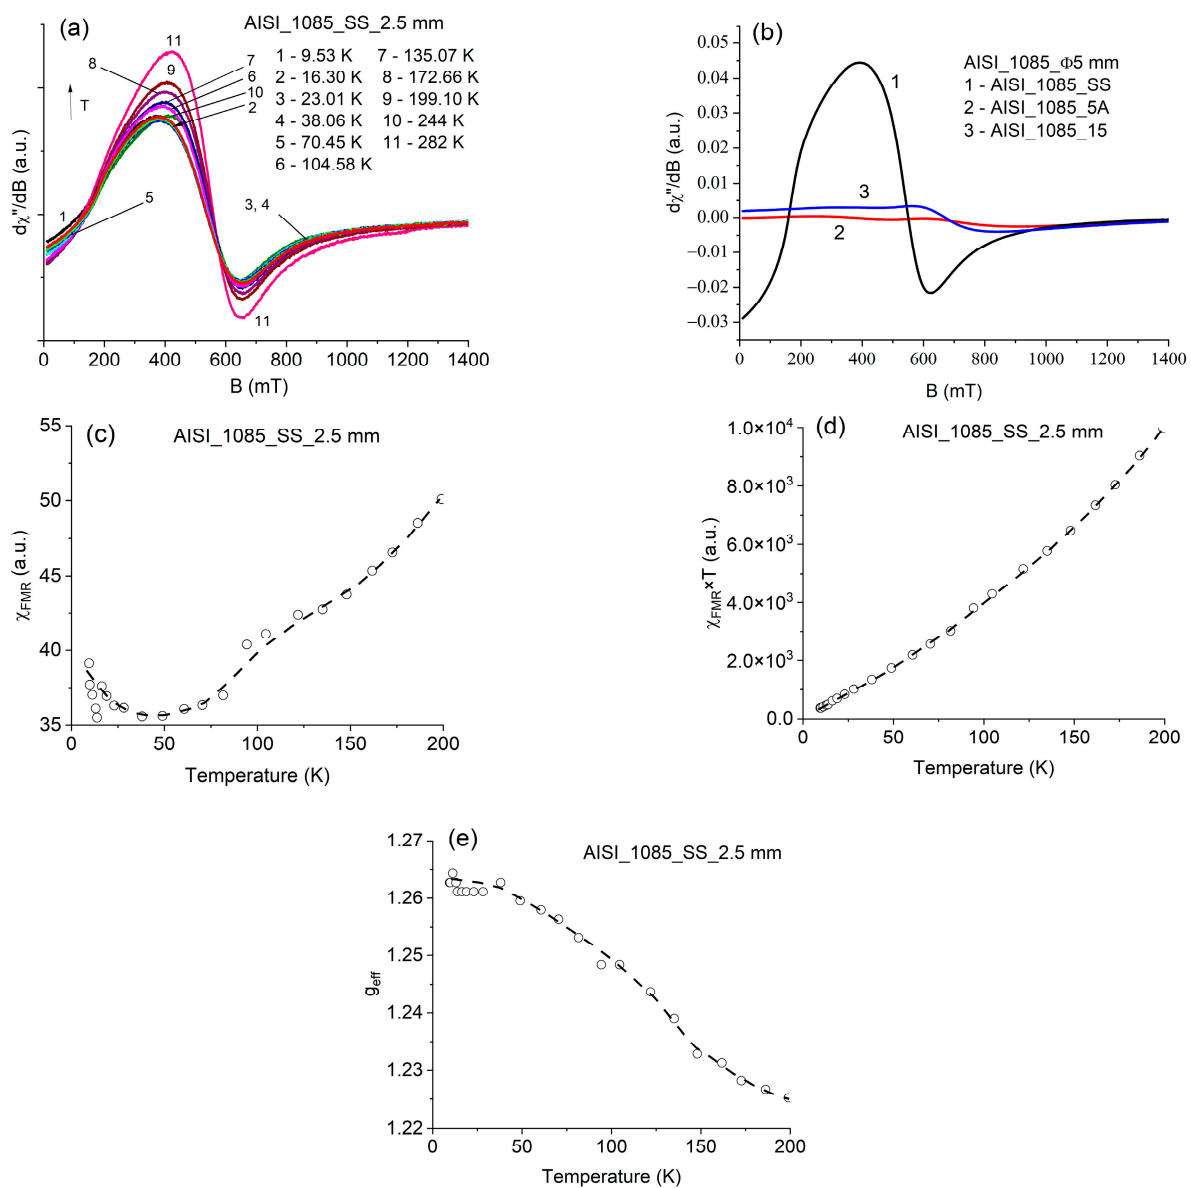 (a)
AISI_1085_SS_2.5 mm
1 - 9.53 K
2 - 16.30 K
3 - 23.01 K
4 - 38.06 K
5 - 70.45 K
6 - 104.58 K
7 - 135.07 K
8 - 172.66 K
9 - 199.10 K
10 - 244 K
11 - 282 K
11
8
9
7
6
10
2
T
1
5
3, 4
11
dχ"/dB (a.u.)
0 200 400 600 800 1000 1200 1400
B (mT)
(b)
AISI_1085_Φ5 mm
1 - AISI_1085_SS
2 - AISI_1085_5A
3 - AISI_1085_15
1
3
2
dχ"/dB (a.u.)
0.05
0.04
0.03
0.02
0.01
0.00
−0.01
−0.02
−0.03
0 200 400 600 800 1000 1200 1400
B (mT)
(c)
AISI_1085_SS_2.5 mm
χFMR (a.u.)
55
50
45
40
35
0 50 100 150 200
Temperature (K)
(d)
AISI_1085_SS_2.5 mm
χFMR×T (a.u.)
1.0×10⁴
8.0×10³
6.0×10³
4.0×10³
2.0×10³
0.0
0 50 100 150 200
Temperature (K)
(e)
AISI_1085_SS_2.5 mm
geff
1.27
1.26
1.25
1.24
1.23
1.22
0 50 100 150 200
Temperature (K)